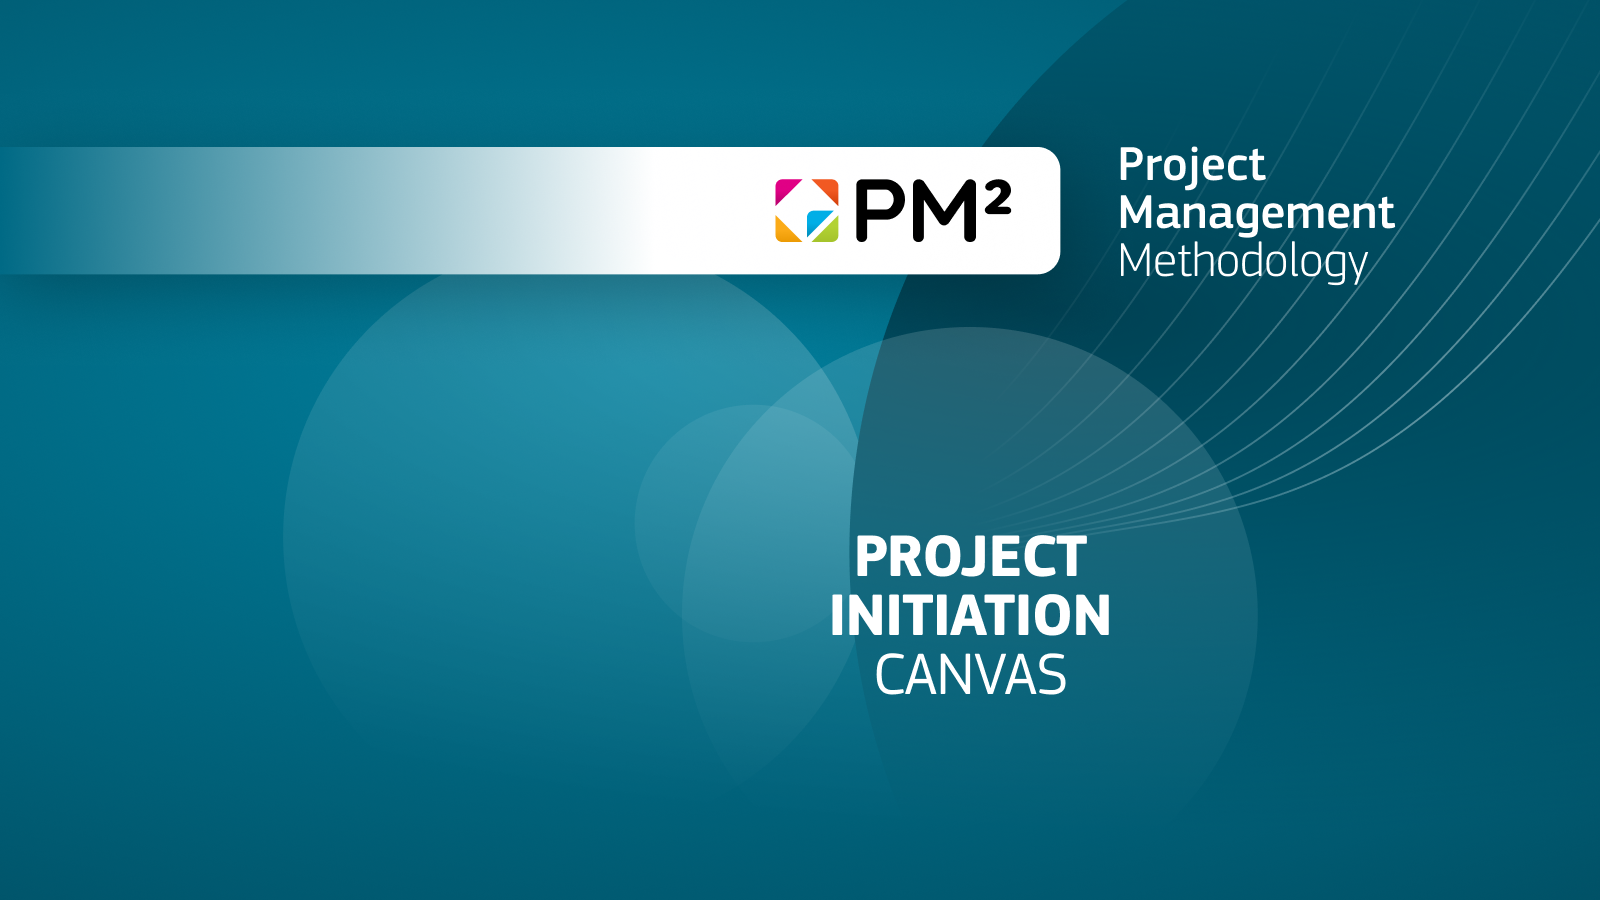 PM²
Project
Management
Methodology
PROJECT
INITIATION
CANVAS